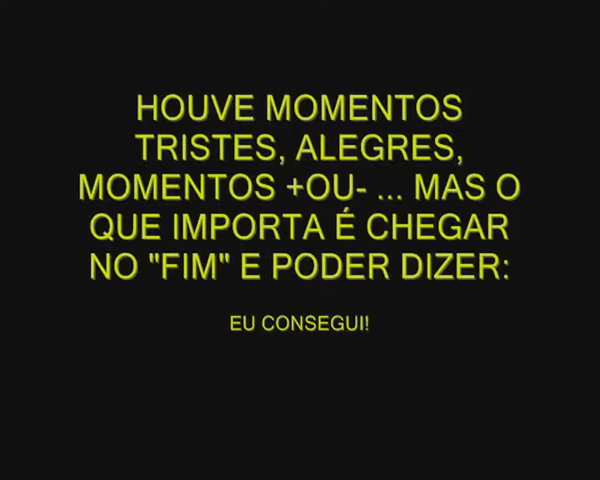 HOUVE MOMENTOS
TRISTES, ALEGRES,
MOMENTOS +OU- ... MAS O
QUE IMPORTA É CHEGAR
NO "FIM" E PODER DIZER:
EU CONSEGUI!